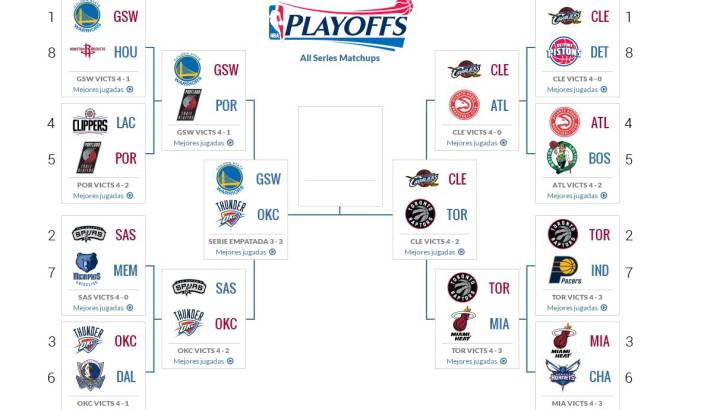 NBA PLAYOFFS
All Series Matchups
1 GSW
8 HOU
GSW VICTS 4 - 1
Mejores jugadas
4 LAC
5 POR
POR VICTS 4 - 2
Mejores jugadas
2 SAS
7 MEM
SAS VICTS 4 - 0
Mejores jugadas
3 OKC
6 DAL
OKC VICTS 4 - 1
GSW
POR
GSW VICTS 4 - 1
Mejores jugadas
SAS
OKC
OKC VICTS 4 - 2
Mejores jugadas
GSW
OKC
SERIE EMPATADA 3 - 3
Mejores jugadas
CLE
TOR
CLE VICTS 4 - 2
Mejores jugadas
CLE
ATL
CLE VICTS 4 - 0
Mejores jugadas
TOR
MIA
TOR VICTS 4 - 3
Mejores jugadas
CLE 1
DET 8
CLE VICTS 4 - 0
Mejores jugadas
ATL 4
BOS 5
ATL VICTS 4 - 2
Mejores jugadas
TOR 2
IND 7
TOR VICTS 4 - 3
Mejores jugadas
MIA 3
CHA 6
MIA VICTS 4 - 3